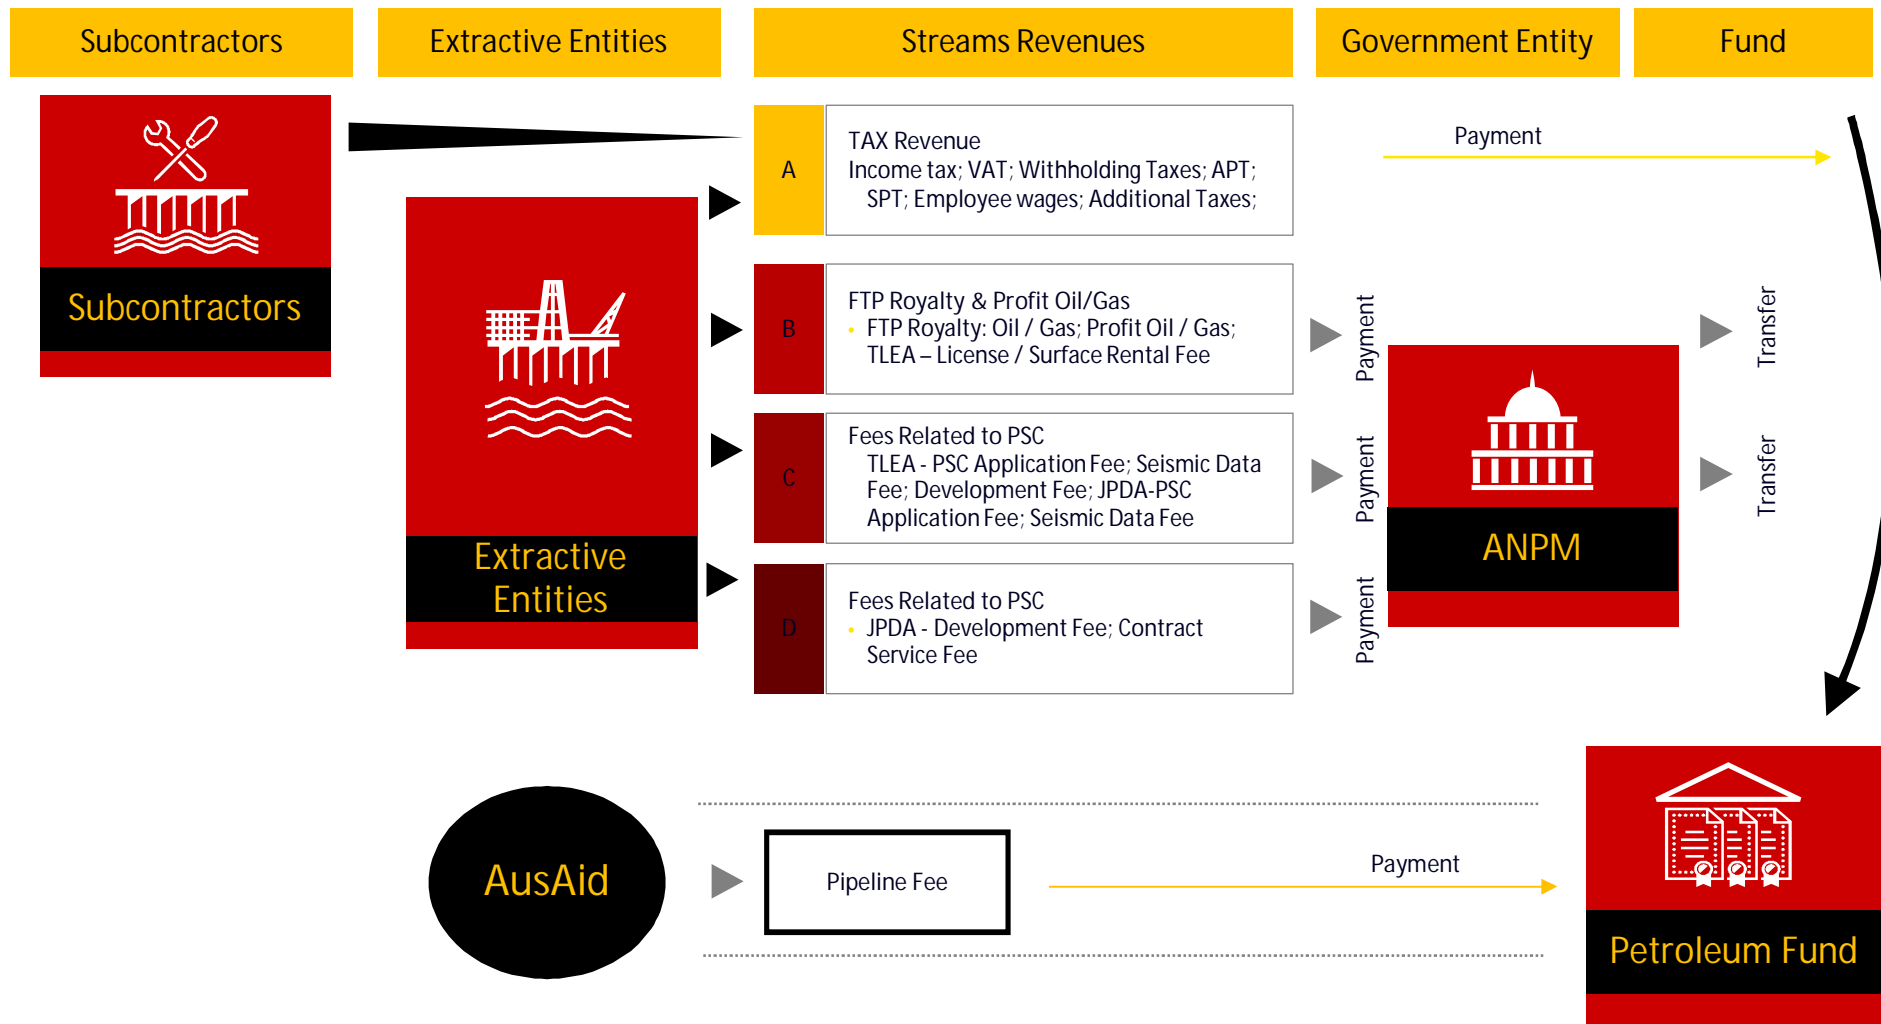 Subcontractors
Extractive Entities
Streams Revenues
Government Entity
Fund
Subcontractors
Extractive
Entities
A
TAX Revenue
Income tax; VAT; Withholding Taxes; APT;
SPT; Employee wages; Additional Taxes;
Payment
B
FTP Royalty & Profit Oil/Gas
• FTP Royalty: Oil / Gas; Profit Oil / Gas;
TLEA – License / Surface Rental Fee
Payment
Transfer
C
Fees Related to PSC
TLEA - PSC Application Fee; Seismic Data
Fee; Development Fee; JPDA-PSC
Application Fee; Seismic Data Fee
Payment
Transfer
D
Fees Related to PSC
• JPDA - Development Fee; Contract
Service Fee
Payment
ANPM
AusAid
Pipeline Fee
Payment
Petroleum Fund